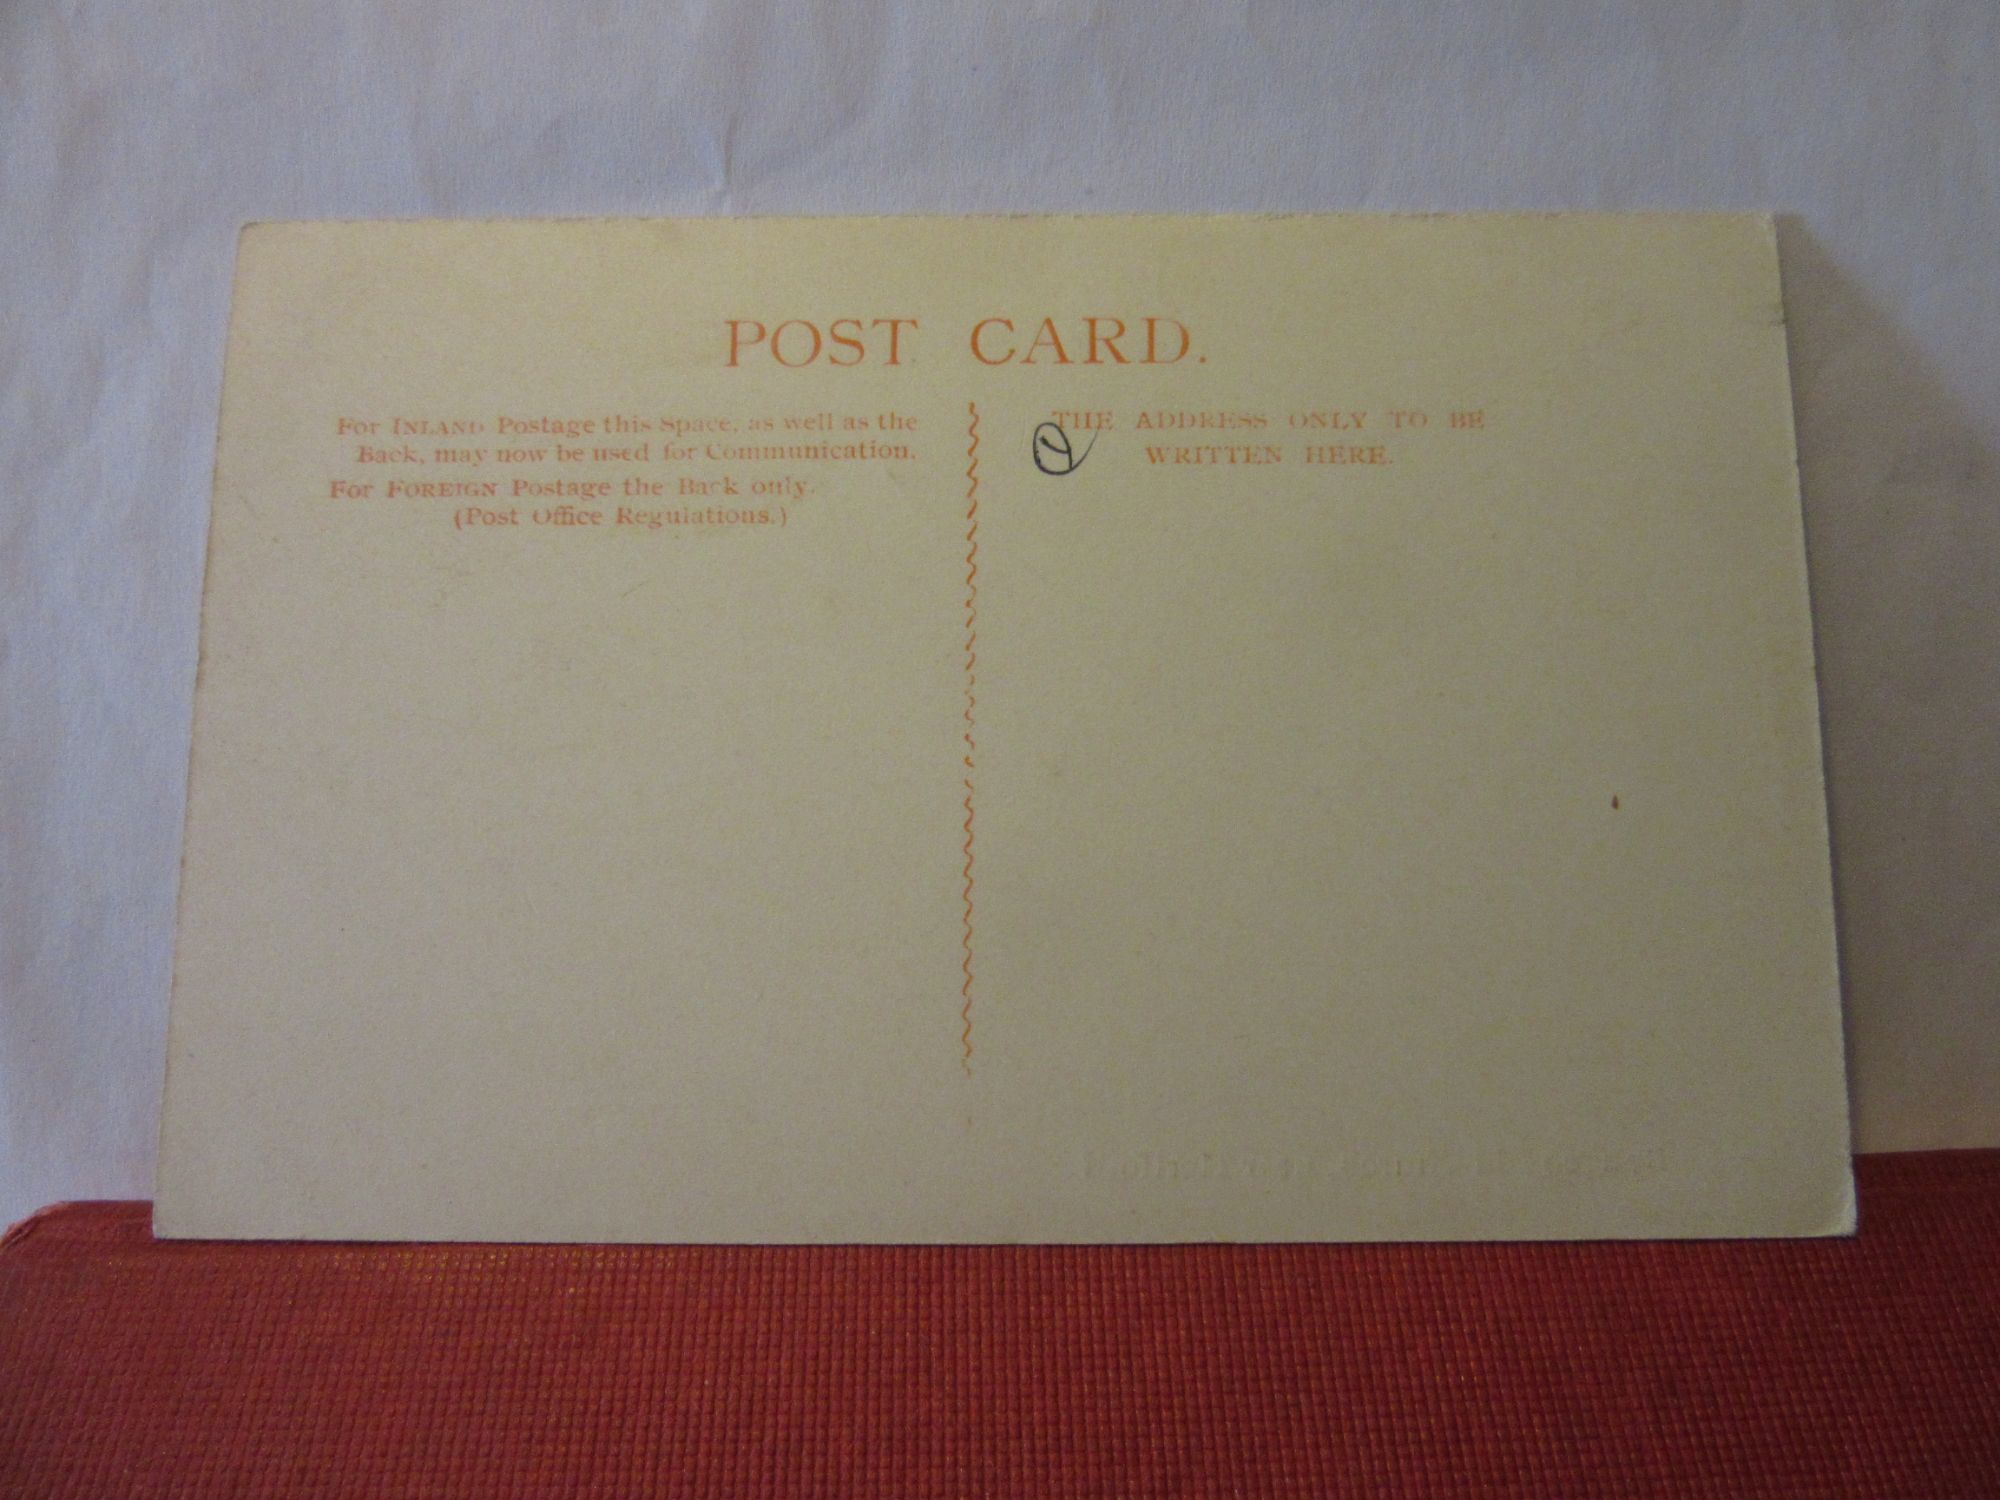 POST CARD.
For INLAND Postage this Space, as well as the
Back, may now be used for Communication.
For FOREIGN Postage the Back only.
(Post Office Regulations.)
THE ADDRESS ONLY TO BE
WRITTEN HERE.